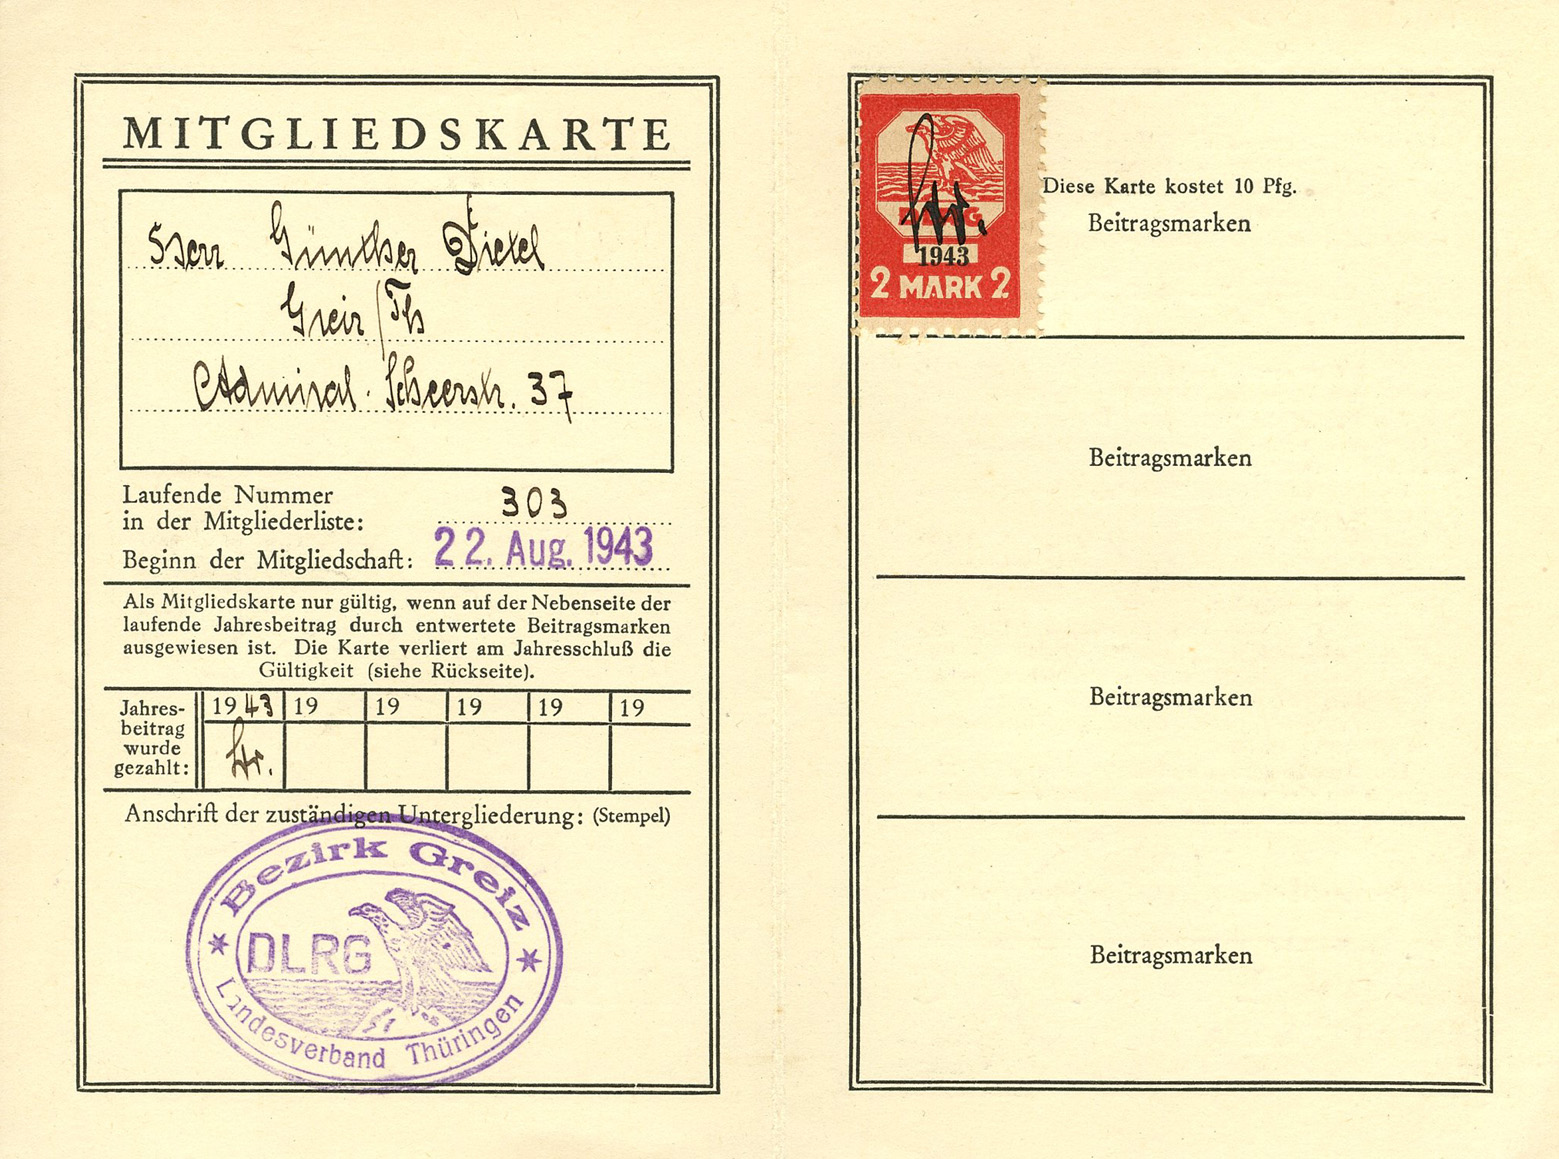 MITGLIEDSKARTE
Herr Günther Dietel
Greiz/Th
Admiral-Scheerstr. 37
Laufende Nummer
in der Mitgliederliste: 303
Beginn der Mitgliedschaft: 22. Aug. 1943
Als Mitgliedskarte nur gültig, wenn auf der Nebenseite der
laufende Jahresbeitrag durch entwertete Beitragsmarken
ausgewiesen ist. Die Karte verliert am Jahresschluß die
Gültigkeit (siehe Rückseite).
Jahres-
beitrag
wurde
gezahlt:
1943 19 19 19 19 19
Anschrift der zuständigen Untergliederung: (Stempel)
Bezirk Greiz
DLRG
Landesverband Thüringen
DLRG
1943
2 MARK 2
Diese Karte kostet 10 Pfg.
Beitragsmarken
Beitragsmarken
Beitragsmarken
Beitragsmarken